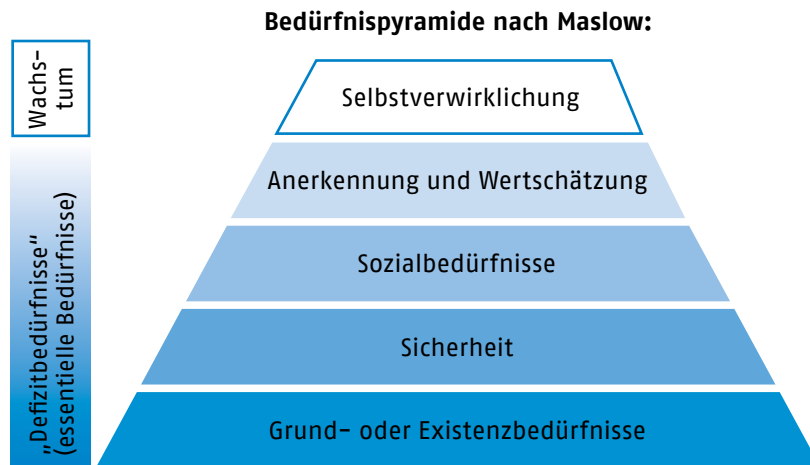 Bedürfnispyramide nach Maslow:
Wachs-
tum
Selbstverwirklichung
Anerkennung und Wertschätzung
Sozialbedürfnisse
Sicherheit
Grund- oder Existenzbedürfnisse
„Defizitbedürfnisse“
(essentielle Bedürfnisse)